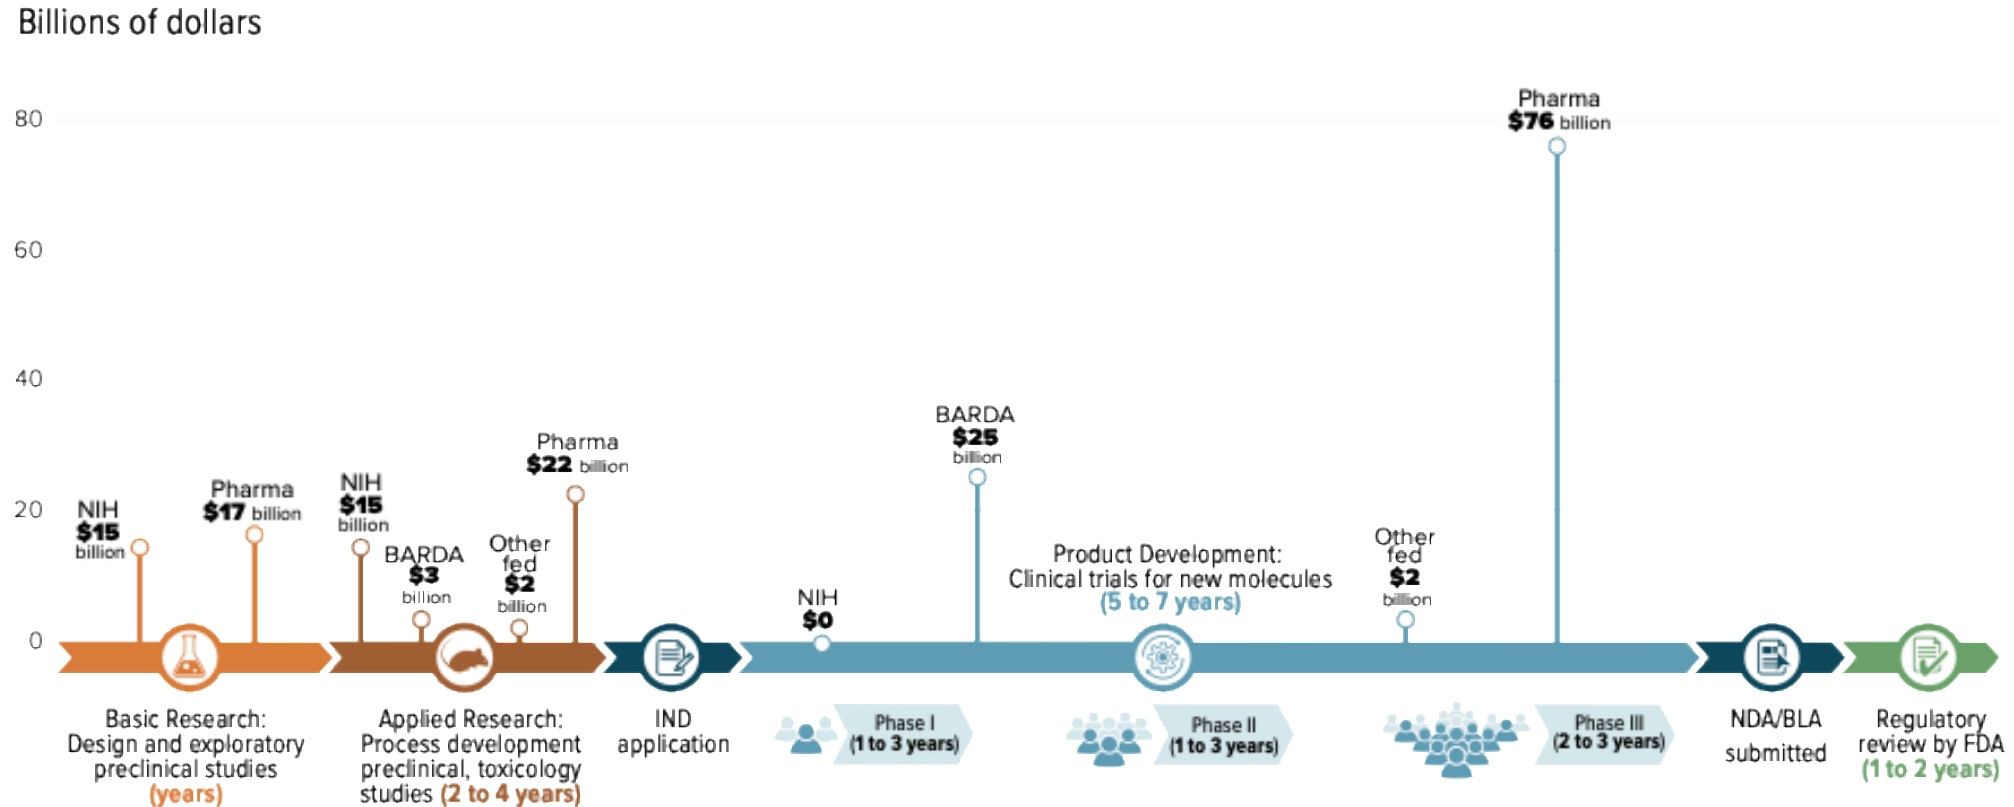 Billions of dollars
80
60
40
20
0
NIH
$15
billion
Pharma
$17 billion
NIH
$15
billion
BARDA
$3
billion
Other
fed
$2
billion
Pharma
$22 billion
NIH
$0
BARDA
$25
billion
Product Development:
Clinical trials for new molecules
(5 to 7 years)
Other
fed
$2
billion
Pharma
$76 billion
Basic Research:
Design and exploratory
preclinical studies
(years)
Applied Research:
Process development
preclinical, toxicology
studies (2 to 4 years)
IND
application
Phase I
(1 to 3 years)
Phase II
(1 to 3 years)
Phase III
(2 to 3 years)
NDA/BLA
submitted
Regulatory
review by FDA
(1 to 2 years)